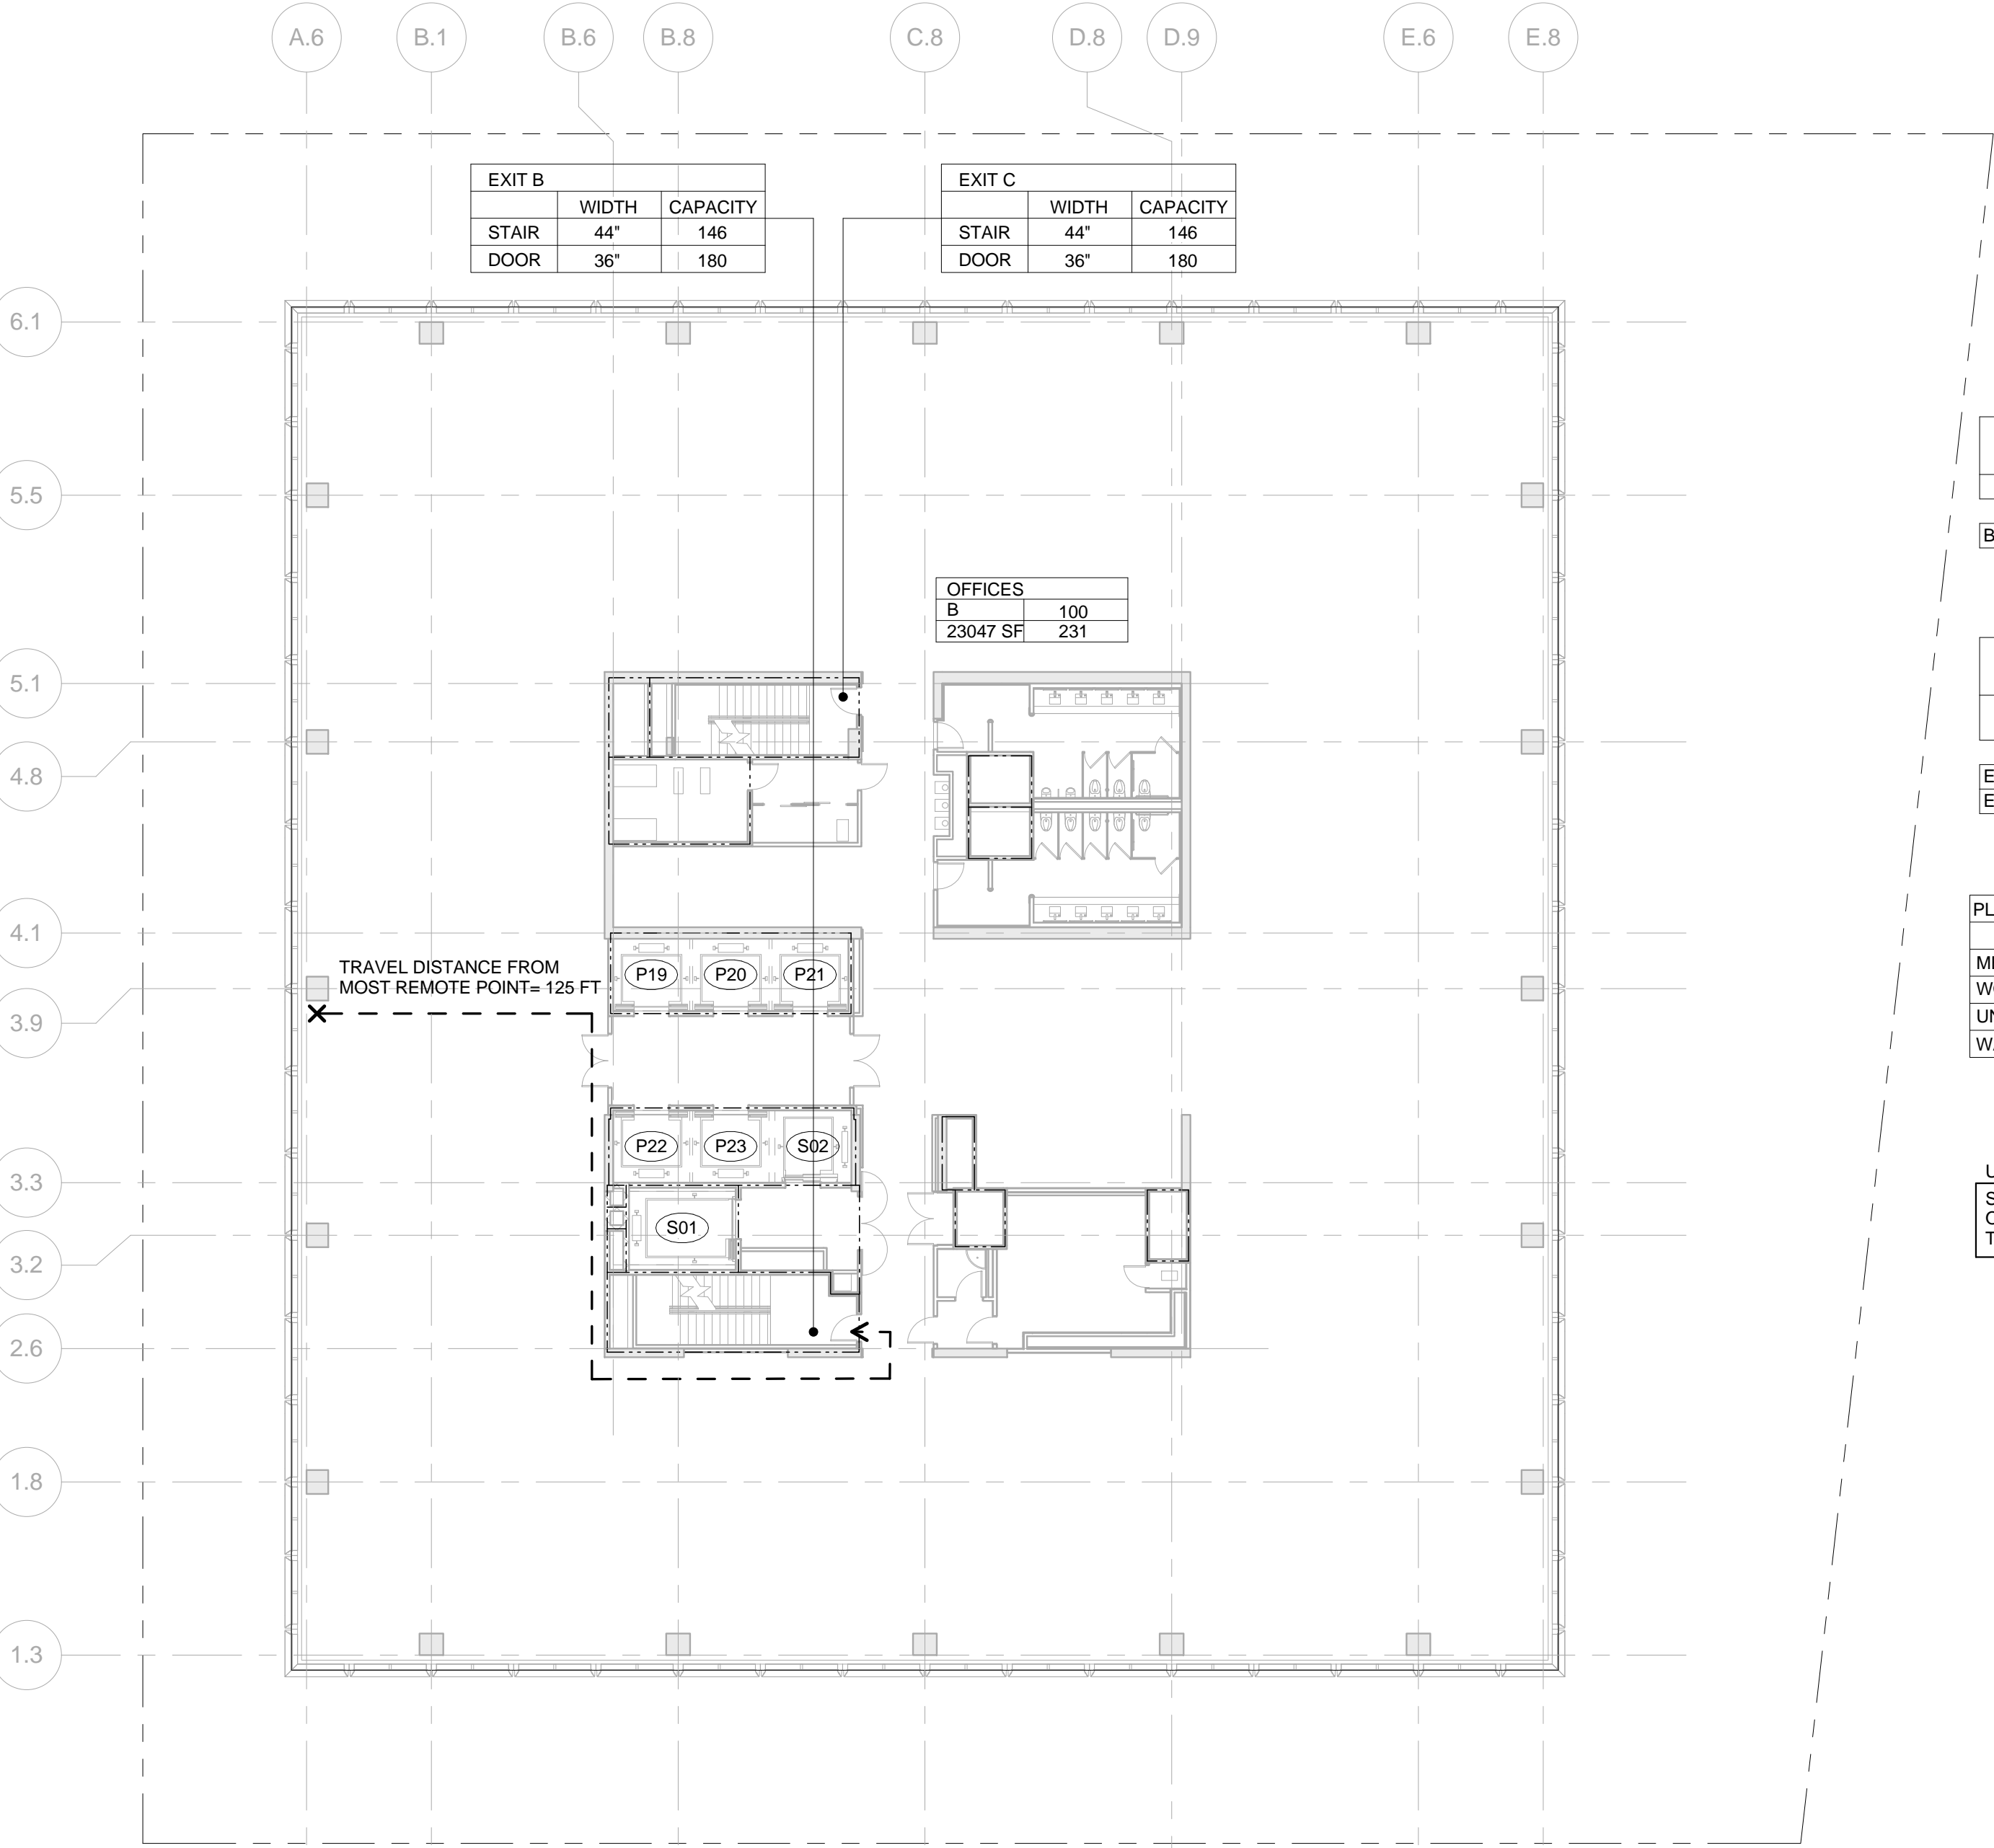 A.6 B.1 B.6 B.8 C.8 D.8 D.9 E.6 E.8
EXIT B
WIDTH CAPACITY
STAIR 44" 146
DOOR 36" 180
EXIT C
WIDTH CAPACITY
STAIR 44" 146
DOOR 36" 180
6.1
5.5
B
OFFICES
B 100
23047 SF 231
5.1
4.8
E
E
PL
4.1
TRAVEL DISTANCE FROM
MOST REMOTE POINT= 125 FT
P19 P20 P21
3.9
UN
W
P22 P23 S02
3.3
U
S
T
S01
3.2
2.6
1.8
1.3